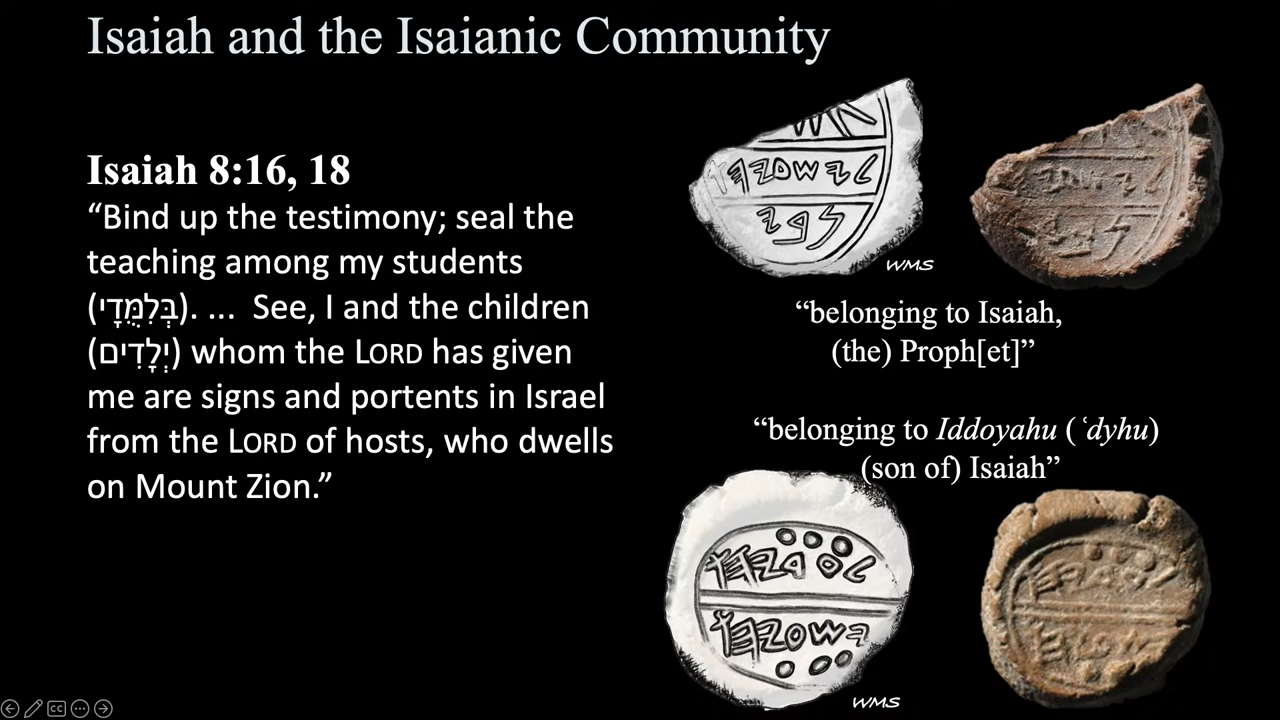 Isaiah and the Isaianic Community
Isaiah 8:16, 18
“Bind up the testimony; seal the
teaching among my students
(בְּלִמֻּדָי). ... See, I and the children
(יְלָדִים) whom the LORD has given
me are signs and portents in Israel
from the LORD of hosts, who dwells
on Mount Zion.”
WMS
“belonging to Isaiah,
(the) Proph[et]”
“belonging to Iddoyahu (ʿdyhu)
(son of) Isaiah”
WMS